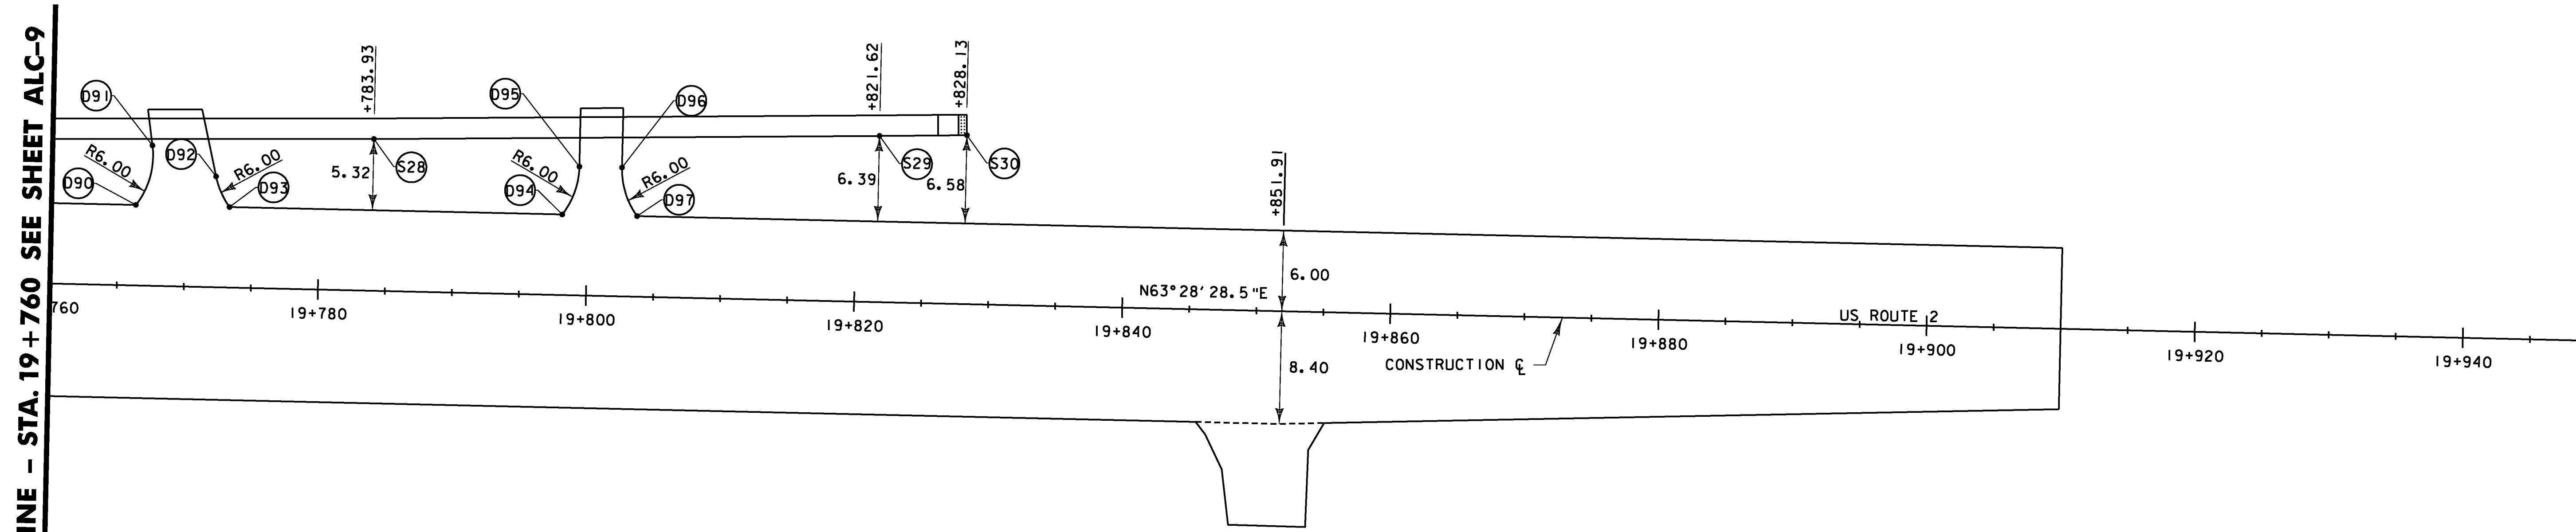 INE – STA. 19+760 SEE SHEET ALC–9
+783.93
+821.62
+828.13
+851.91
D91
D95
D96
R6.00
D92
R6.00
S28
R6.00
R6.00
S29
S30
D90
D93
5.32
D94
D97
6.39
6.58
6.00
N63°28'28.5"E
760
19+780
19+800
19+820
19+840
19+860
19+880
19+900
19+920
19+940
US ROUTE 2
8.40
CONSTRUCTION ℄